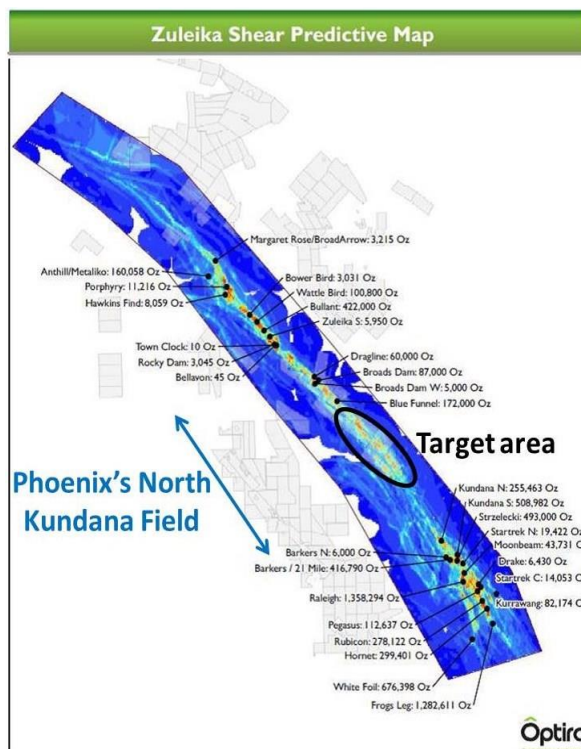 Zuleika Shear Predictive Map
Margaret Rose/BroadArrow: 3,215 Oz
Anthill/Metaliko: 160,058 Oz
Porphyry: 11,216 Oz
Hawkins Find: 8,059 Oz
Bower Bird: 3,031 Oz
Wattle Bird: 100,800 Oz
Bullant: 422,000 Oz
Zuleika S: 5,950 Oz
Town Clock: 10 Oz
Rocky Dam: 3,045 Oz
Bellavon: 45 Oz
Dragline: 60,000 Oz
Broads Dam: 87,000 Oz
Broads Dam W: 5,000 Oz
Blue Funnel: 172,000 Oz
Target area
Phoenix's North
Kundana Field
Kundana N: 255,463 Oz
Kundana S: 508,982 Oz
Strzelecki: 493,000 Oz
Startrek N: 19,422 Oz
Moonbeam: 43,731 Oz
Drake: 6,430 Oz
Startrek C: 14,053 Oz
Kurrawang: 82,174 Oz
Barkers N: 6,000 Oz
Barkers / 21 Mile: 416,790 Oz
Raleigh: 1,358,294 Oz
Pegasus: 112,637 Oz
Rubicon: 278,122 Oz
Hornet: 299,401 Oz
White Foil: 676,398 Oz
Frogs Leg: 1,282,611 Oz